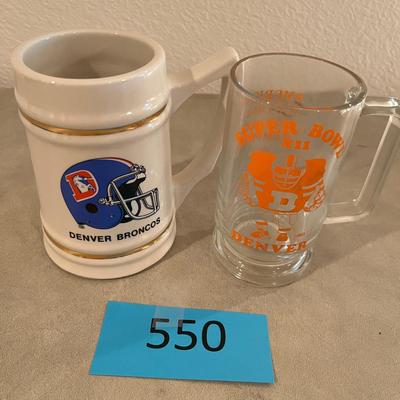 DENVER BRONCOS
SUPER BOWL
XII
D
DENVER
550